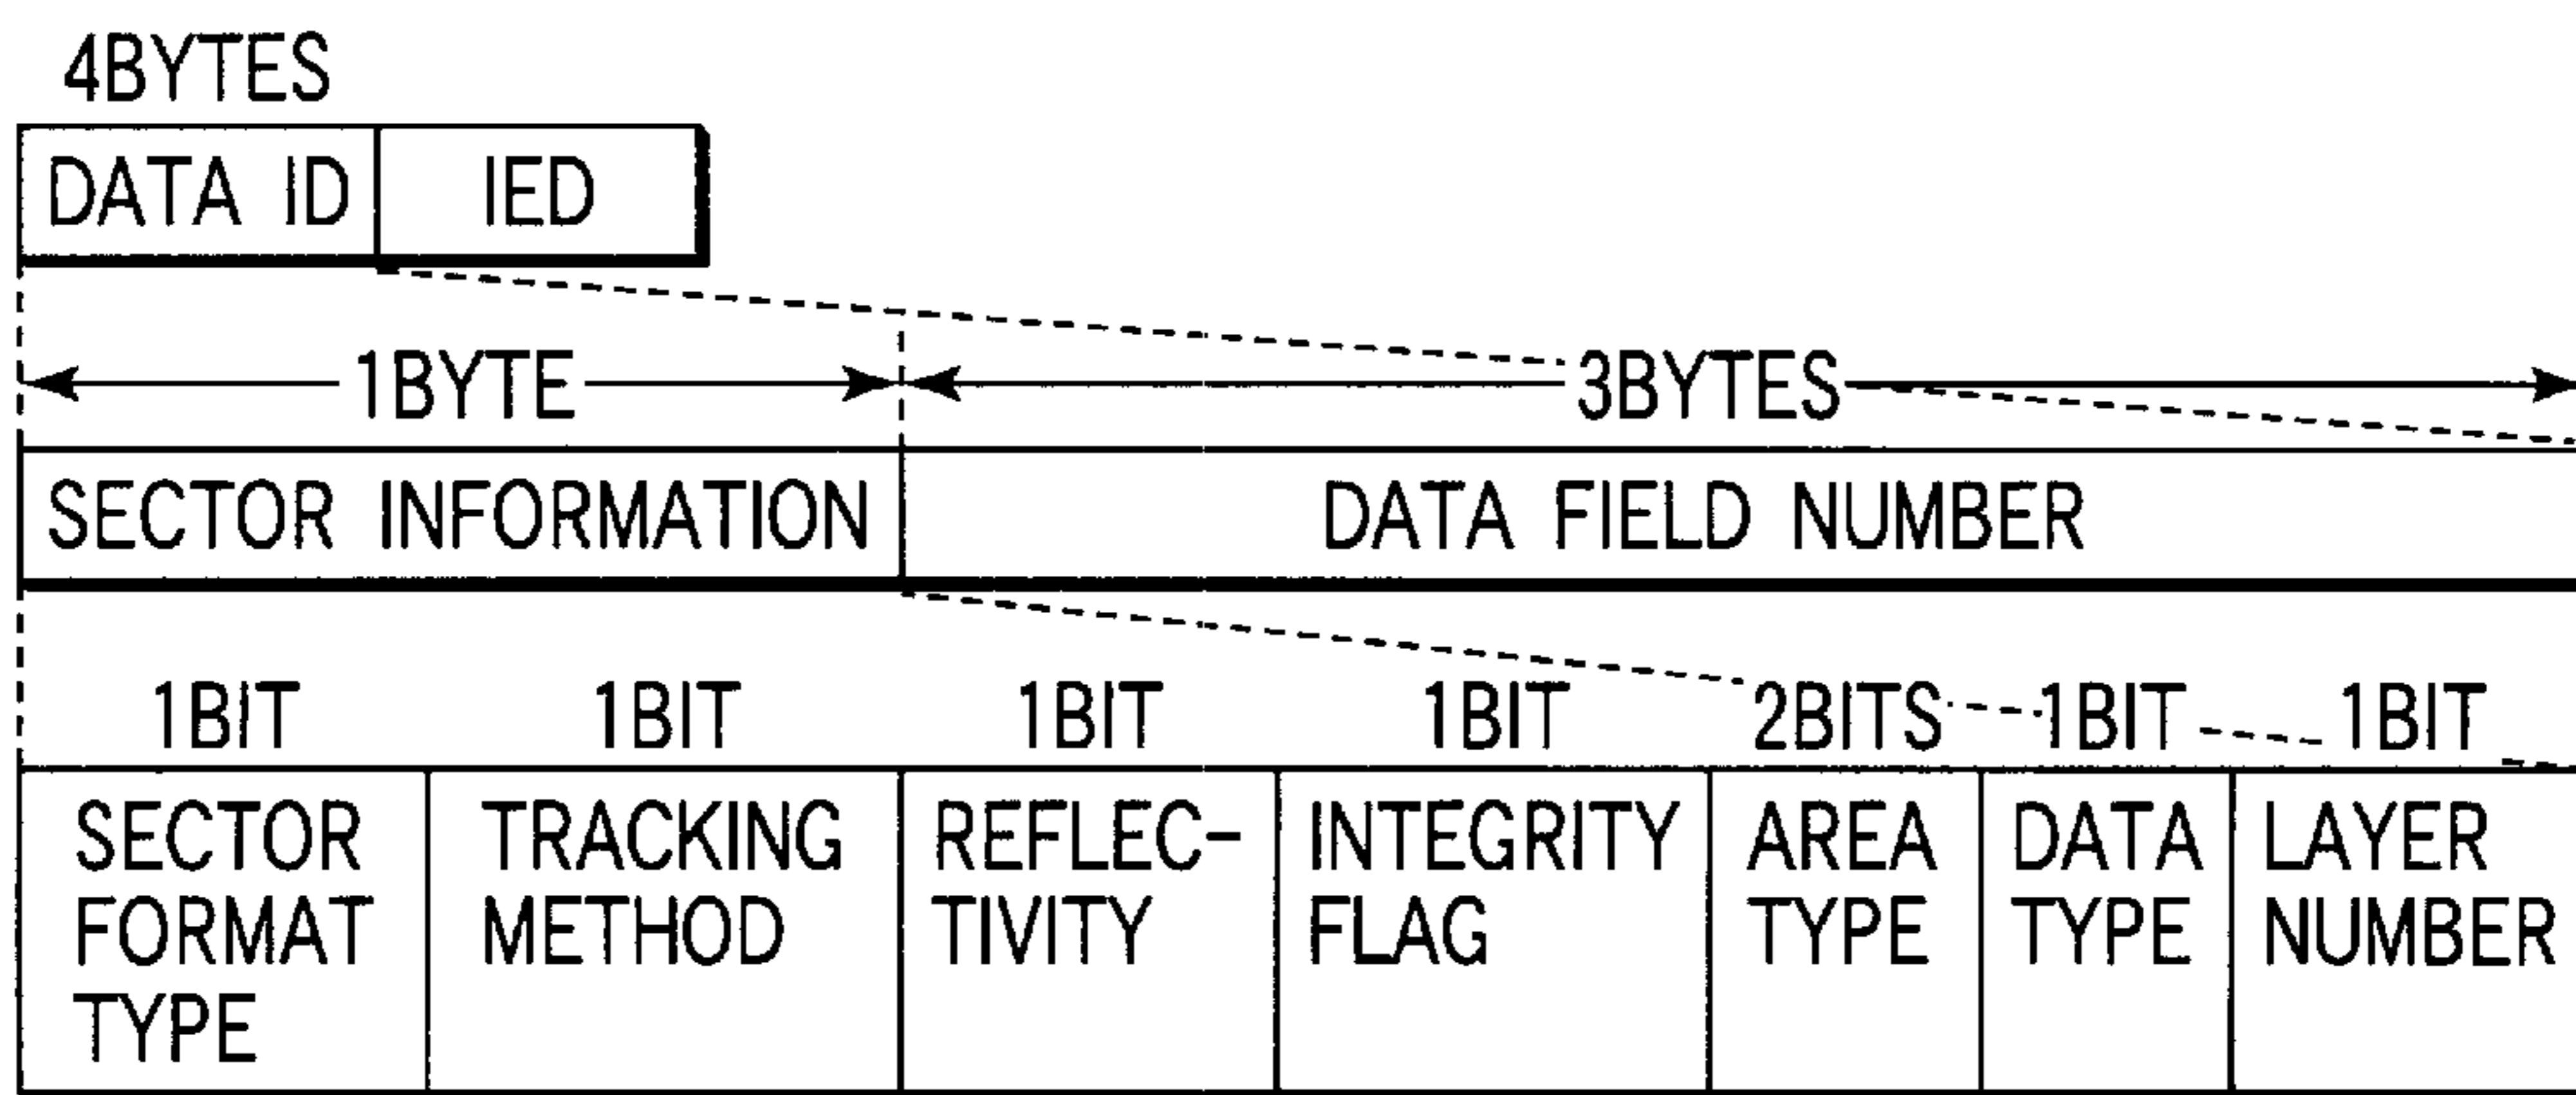 4BYTES
DATA ID IED
1BYTE 3BYTES
SECTOR INFORMATION DATA FIELD NUMBER
1BIT 1BIT 1BIT 1BIT 2BITS 1BIT 1BIT
SECTOR TRACKING REFLEC- INTEGRITY AREA DATA LAYER
FORMAT METHOD TIVITY FLAG TYPE TYPE NUMBER
TYPE